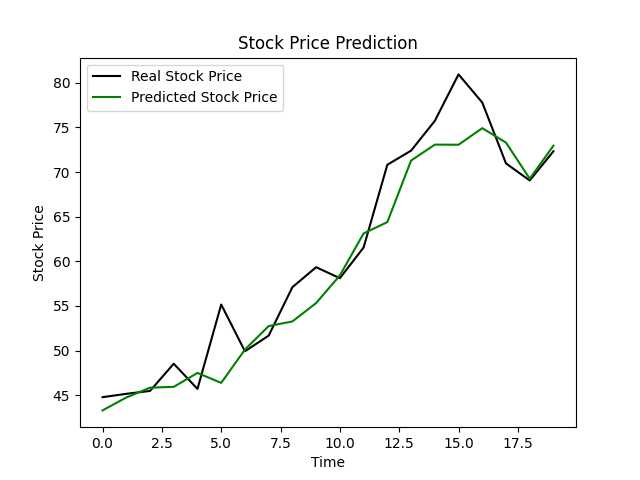 Stock Price Prediction
Real Stock Price
Predicted Stock Price
80
75
70
65
60
55
50
45
Stock Price
0.0 2.5 5.0 7.5 10.0 12.5 15.0 17.5
Time